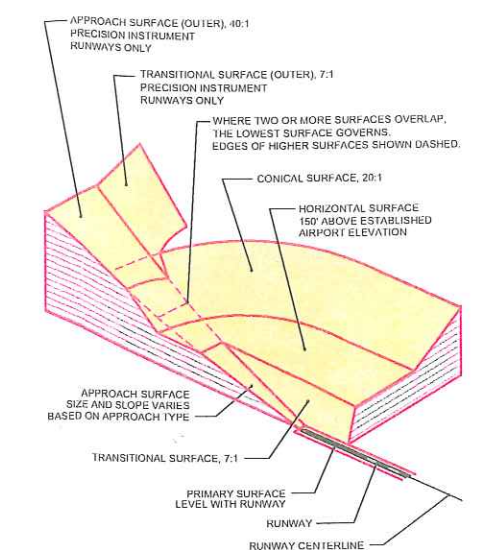 APPROACH SURFACE (OUTER), 40:1
PRECISION INSTRUMENT
RUNWAYS ONLY
TRANSITIONAL SURFACE (OUTER), 7:1
PRECISION INSTRUMENT
RUNWAYS ONLY
WHERE TWO OR MORE SURFACES OVERLAP,
THE LOWEST SURFACE GOVERNS.
EDGES OF HIGHER SURFACES SHOWN DASHED.
CONICAL SURFACE, 20:1
HORIZONTAL SURFACE
150' ABOVE ESTABLISHED
AIRPORT ELEVATION
APPROACH SURFACE
SIZE AND SLOPE VARIES
BASED ON APPROACH TYPE
TRANSITIONAL SURFACE, 7:1
PRIMARY SURFACE
LEVEL WITH RUNWAY
RUNWAY
RUNWAY CENTERLINE